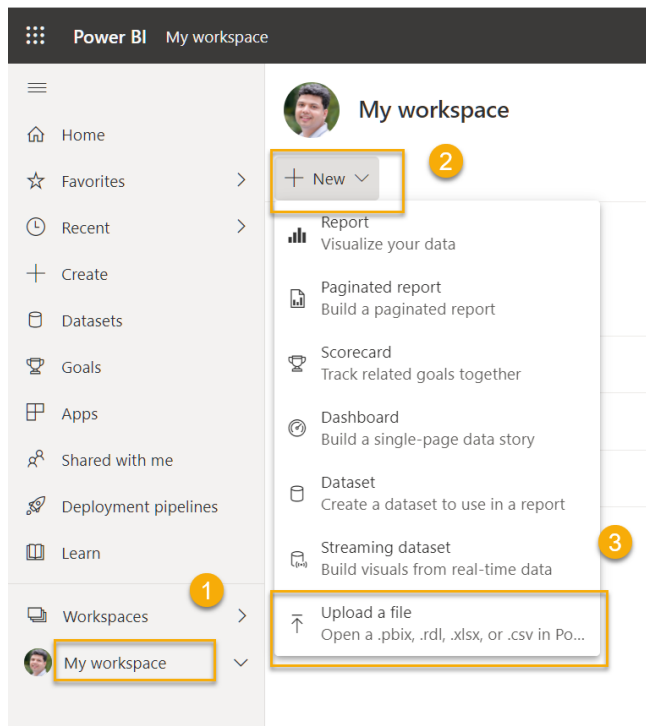 Power BI My workspace
My workspace
Home
2
New
Favorites
Report
Recent
Visualize your data
Create
Paginated report
Build a paginated report
Datasets
Scorecard
Goals
Track related goals together
Apps
Dashboard
Build a single-page data story
Shared with me
Dataset
Deployment pipelines
Create a dataset to use in a report
3
Learn
Streaming dataset
Build visuals from real-time data
1
Workspaces
Upload a file
Open a .pbix, .rdl, .xlsx, or .csv in Po...
My workspace